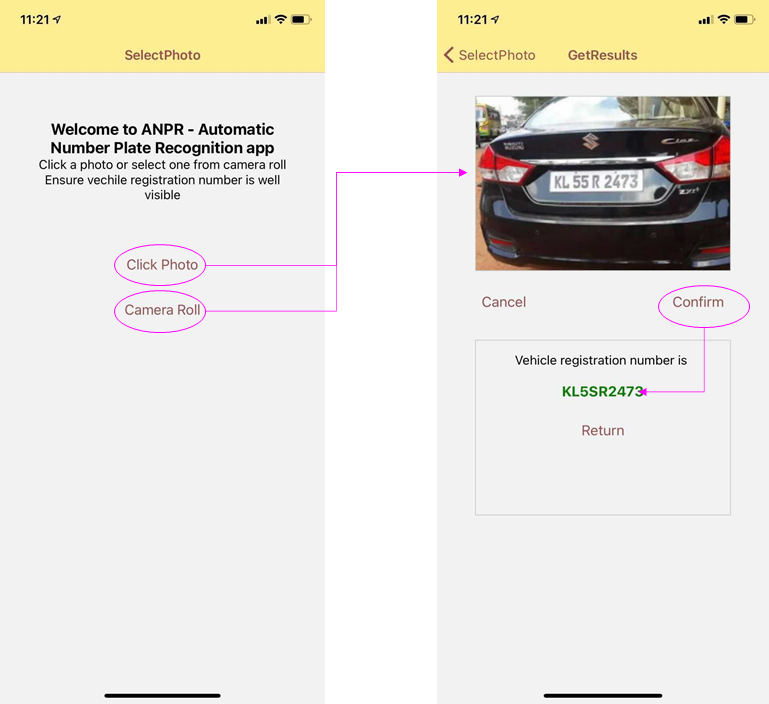 11:21
SelectPhoto
Welcome to ANPR - Automatic
Number Plate Recognition app
Click a photo or select one from camera roll
Ensure vechile registration number is well
visible
Click Photo
Camera Roll
11:21
SelectPhoto GetResults
MARUTI
SUZUKI
Ciaz
KL 55 R 2473
ZXi+
Cancel Confirm
Vehicle registration number is
KL5SR2473
Return